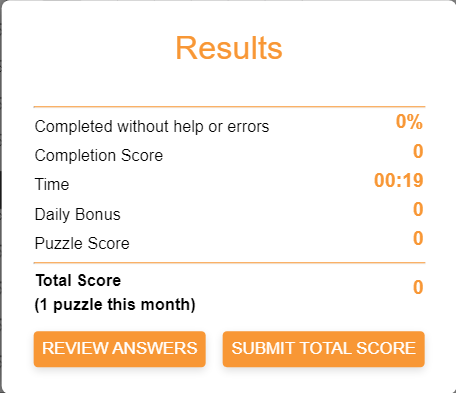 Results
Completed without help or errors 0%
Completion Score 0
Time 00:19
Daily Bonus 0
Puzzle Score 0
Total Score
(1 puzzle this month) 0
REVIEW ANSWERS SUBMIT TOTAL SCORE